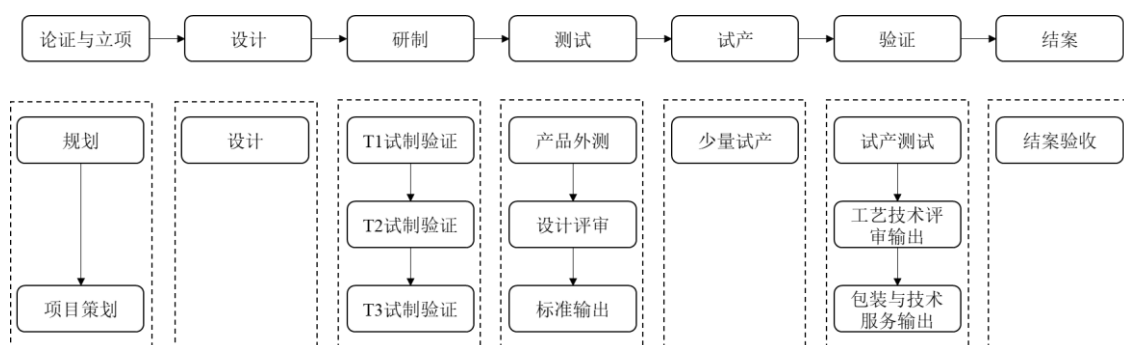 论证与立项
设计
研制
测试
试产
验证
结案
规划
项目策划
设计
T1试制验证
T2试制验证
T3试制验证
产品外测
设计评审
标准输出
少量试产
试产测试
工艺技术评
审输出
包装与技术
服务输出
结案验收